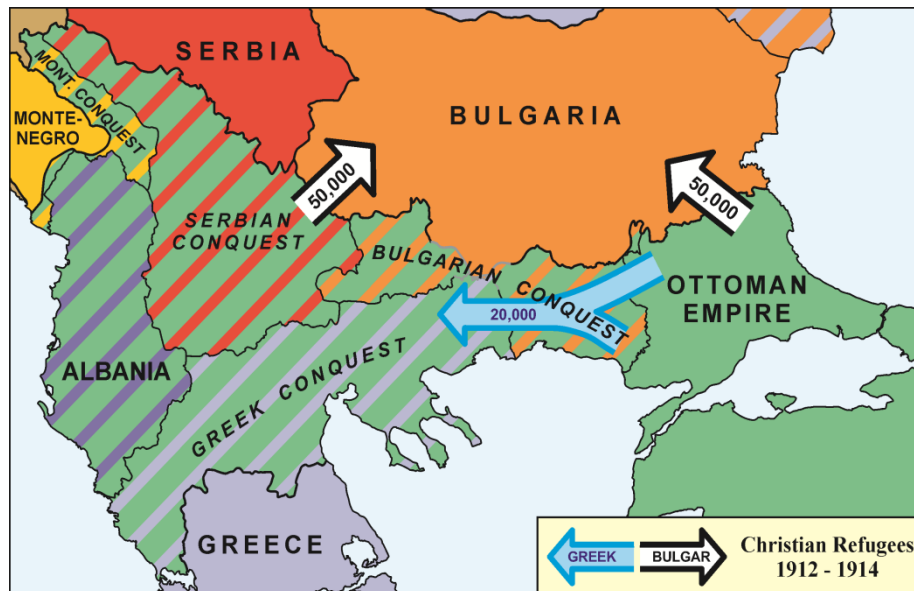 SERBIA
MONT. CONQUEST
BULGARIA
MONTE-
NEGRO
50,000
50,000
SERBIAN
CONQUEST
BULGARIAN CONQUEST
OTTOMAN
EMPIRE
20,000
ALBANIA
GREEK CONQUEST
GREECE
GREEK
BULGAR
Christian Refugees
1912 - 1914